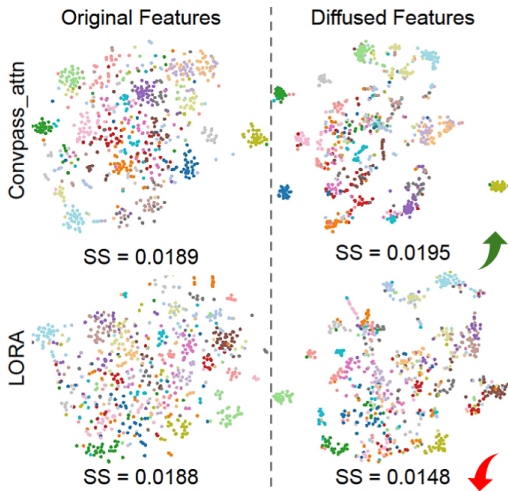 Original Features
Diffused Features
Convpass_attn
SS = 0.0189
SS = 0.0195
LORA
SS = 0.0188
SS = 0.0148